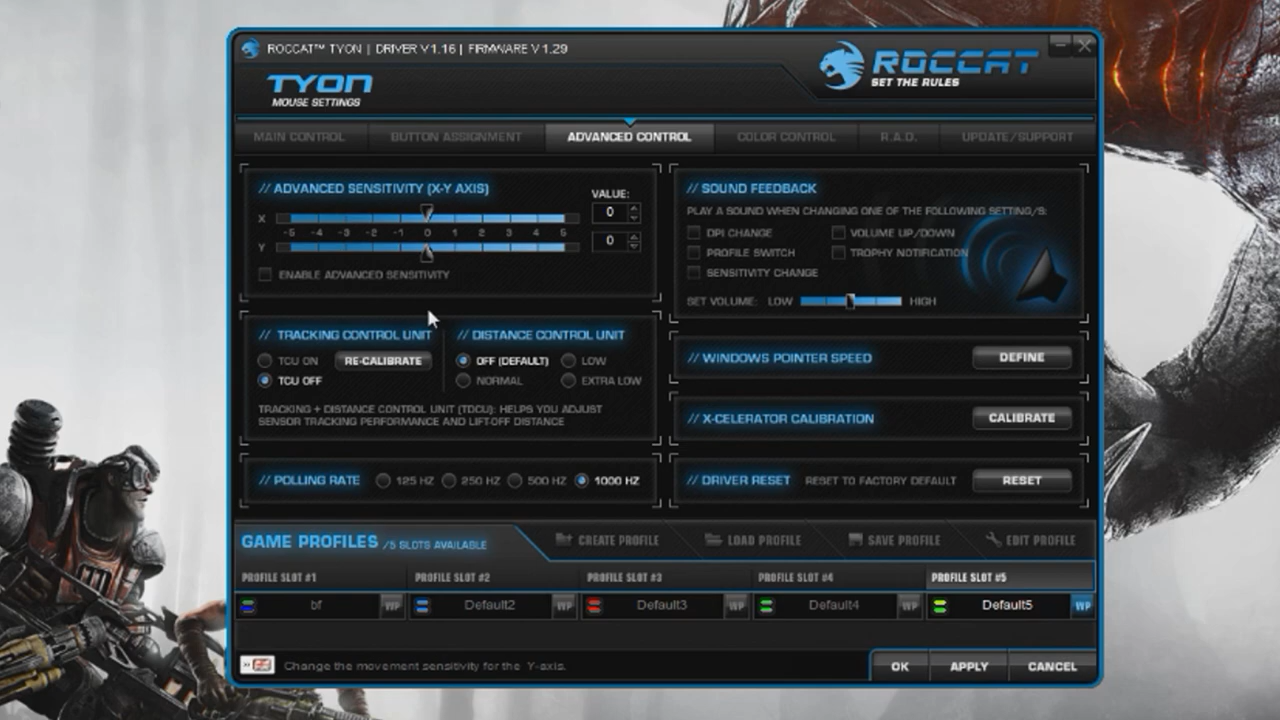 ROCCAT™ TYON | DRIVER V1.16 | FIRMWARE V 1.29
ROCCAT
SET THE RULES
TYON
MOUSE SETTINGS
MAIN CONTROL
BUTTON ASSIGNMENT
ADVANCED CONTROL
COLOR CONTROL
R.A.D.
UPDATE/SUPPORT
// ADVANCED SENSITIVITY (X-Y AXIS)
VALUE:
X
0
-5 -4 -3 -2 -1 0 1 2 3 4 5
Y
0
ENABLE ADVANCED SENSITIVITY
// SOUND FEEDBACK
PLAY A SOUND WHEN CHANGING ONE OF THE FOLLOWING SETTING/S:
DPI CHANGE
VOLUME UP/DOWN
PROFILE SWITCH
TROPHY NOTIFICATION
SENSITIVITY CHANGE
SET VOLUME: LOW
HIGH
// TRACKING CONTROL UNIT
TCU ON
RE-CALIBRATE
TCU OFF
// DISTANCE CONTROL UNIT
OFF (DEFAULT)
LOW
NORMAL
EXTRA LOW
TRACKING + DISTANCE CONTROL UNIT (TDCU): HELPS YOU ADJUST
SENSOR TRACKING PERFORMANCE AND LIFT-OFF DISTANCE
// WINDOWS POINTER SPEED
DEFINE
// X-CELERATOR CALIBRATION
CALIBRATE
// POLLING RATE
125 HZ
250 HZ
500 HZ
1000 HZ
// DRIVER RESET
RESET TO FACTORY DEFAULT
RESET
GAME PROFILES /5 SLOTS AVAILABLE
CREATE PROFILE
LOAD PROFILE
SAVE PROFILE
EDIT PROFILE
PROFILE SLOT #1
PROFILE SLOT #2
PROFILE SLOT #3
PROFILE SLOT #4
PROFILE SLOT #5
bf
WP
Default2
WP
Default3
WP
Default4
WP
Default5
WP
Change the movement sensitivity for the Y-axis.
OK
APPLY
CANCEL